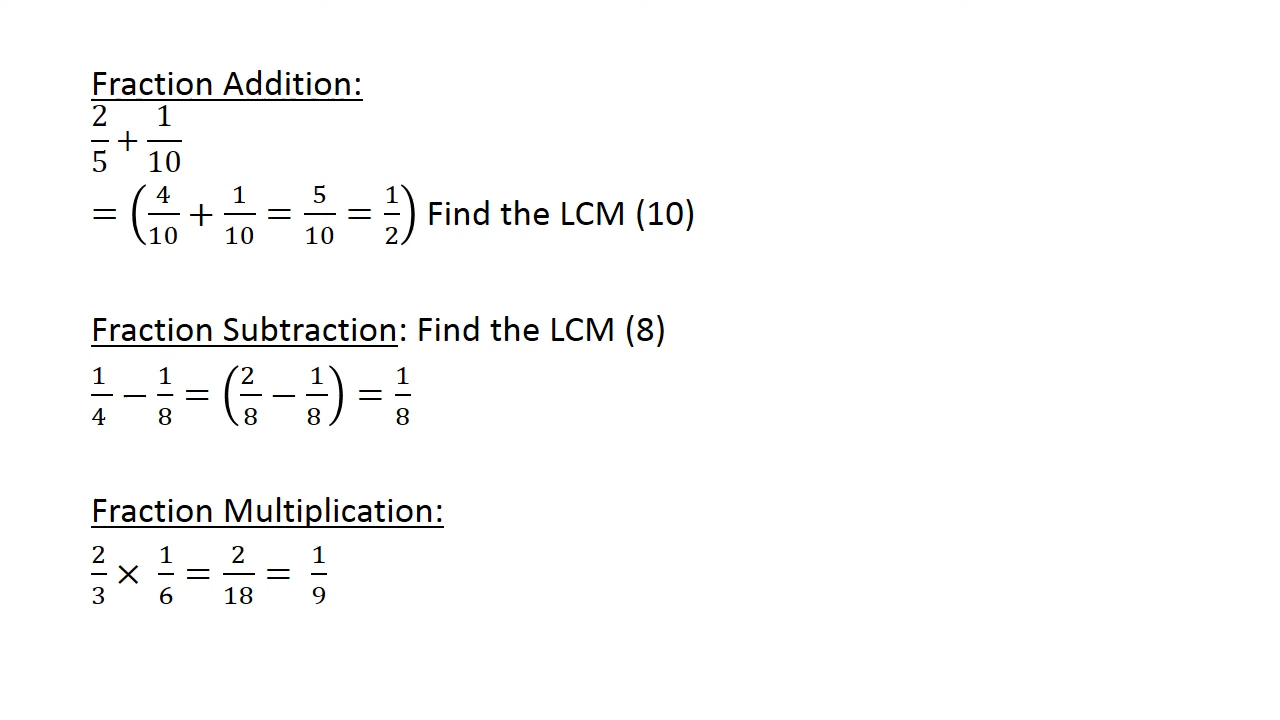 Fraction Addition:
2/5 + 1/10
= (4/10 + 1/10 = 5/10 = 1/2) Find the LCM (10)
Fraction Subtraction: Find the LCM (8)
1/4 − 1/8 = (2/8 − 1/8) = 1/8
Fraction Multiplication:
2/3 × 1/6 = 2/18 = 1/9